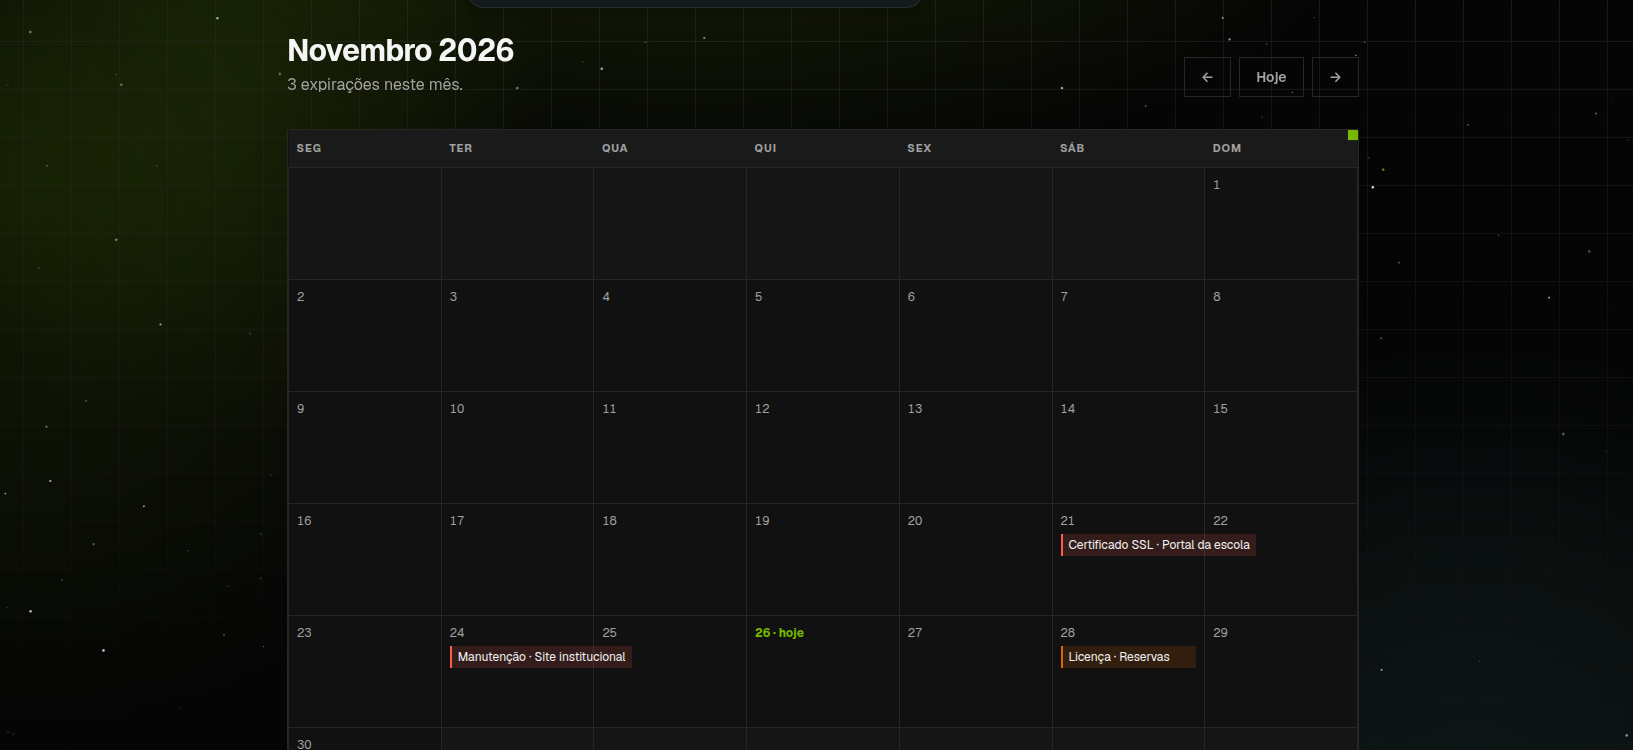 Novembro 2026
3 expirações neste mês.
← Hoje →
SEG TER QUA QUI SEX SÁB DOM
1
2 3 4 5 6 7 8
9 10 11 12 13 14 15
16 17 18 19 20 21 22
Certificado SSL · Portal da escola
23 24 25 26 · hoje 27 28 29
Manutenção · Site institucional Licença · Reservas
30